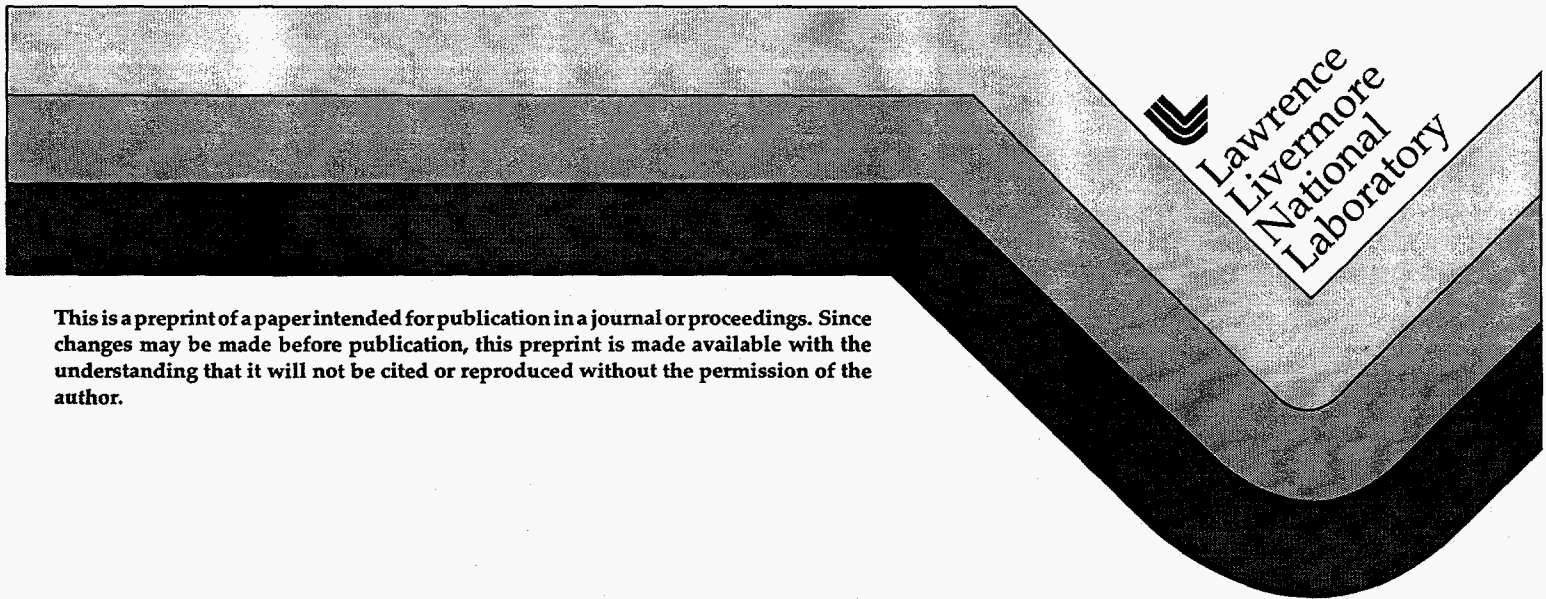 Lawrence
Livermore
National
Laboratory
This is a preprint of a paper intended for publication in a journal or proceedings. Since
changes may be made before publication, this preprint is made available with the
understanding that it will not be cited or reproduced without the permission of the
author.